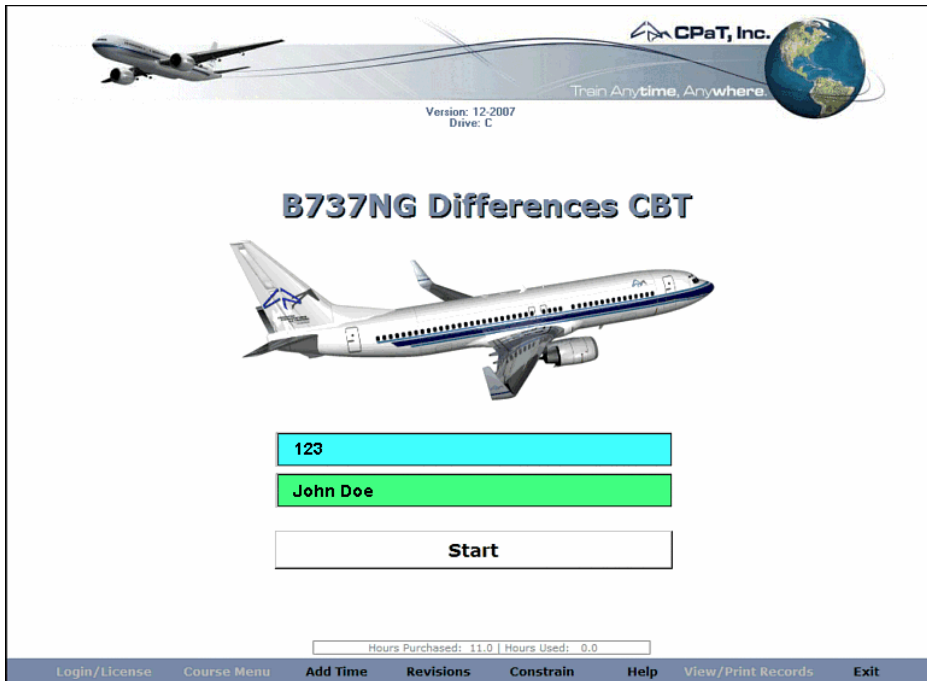 CPaT, Inc.
Train Anytime, Anywhere.
Version: 12-2007
Drive: C
B737NG Differences CBT
123
John Doe
Start
Hours Purchased: 11.0 | Hours Used: 0.0
Login/License Course Menu Add Time Revisions Constrain Help View/Print Records Exit